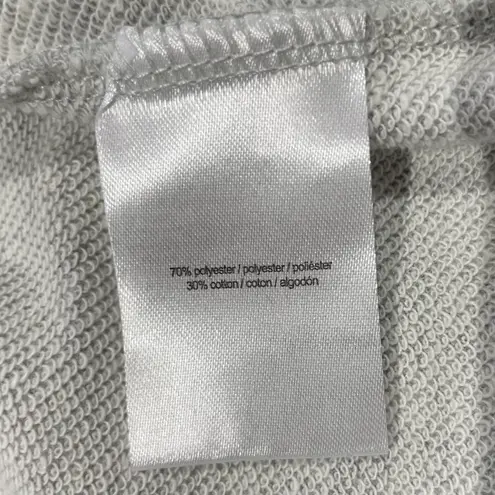 70% polyester / polyester / poliéster
30% cotton / coton / algodón